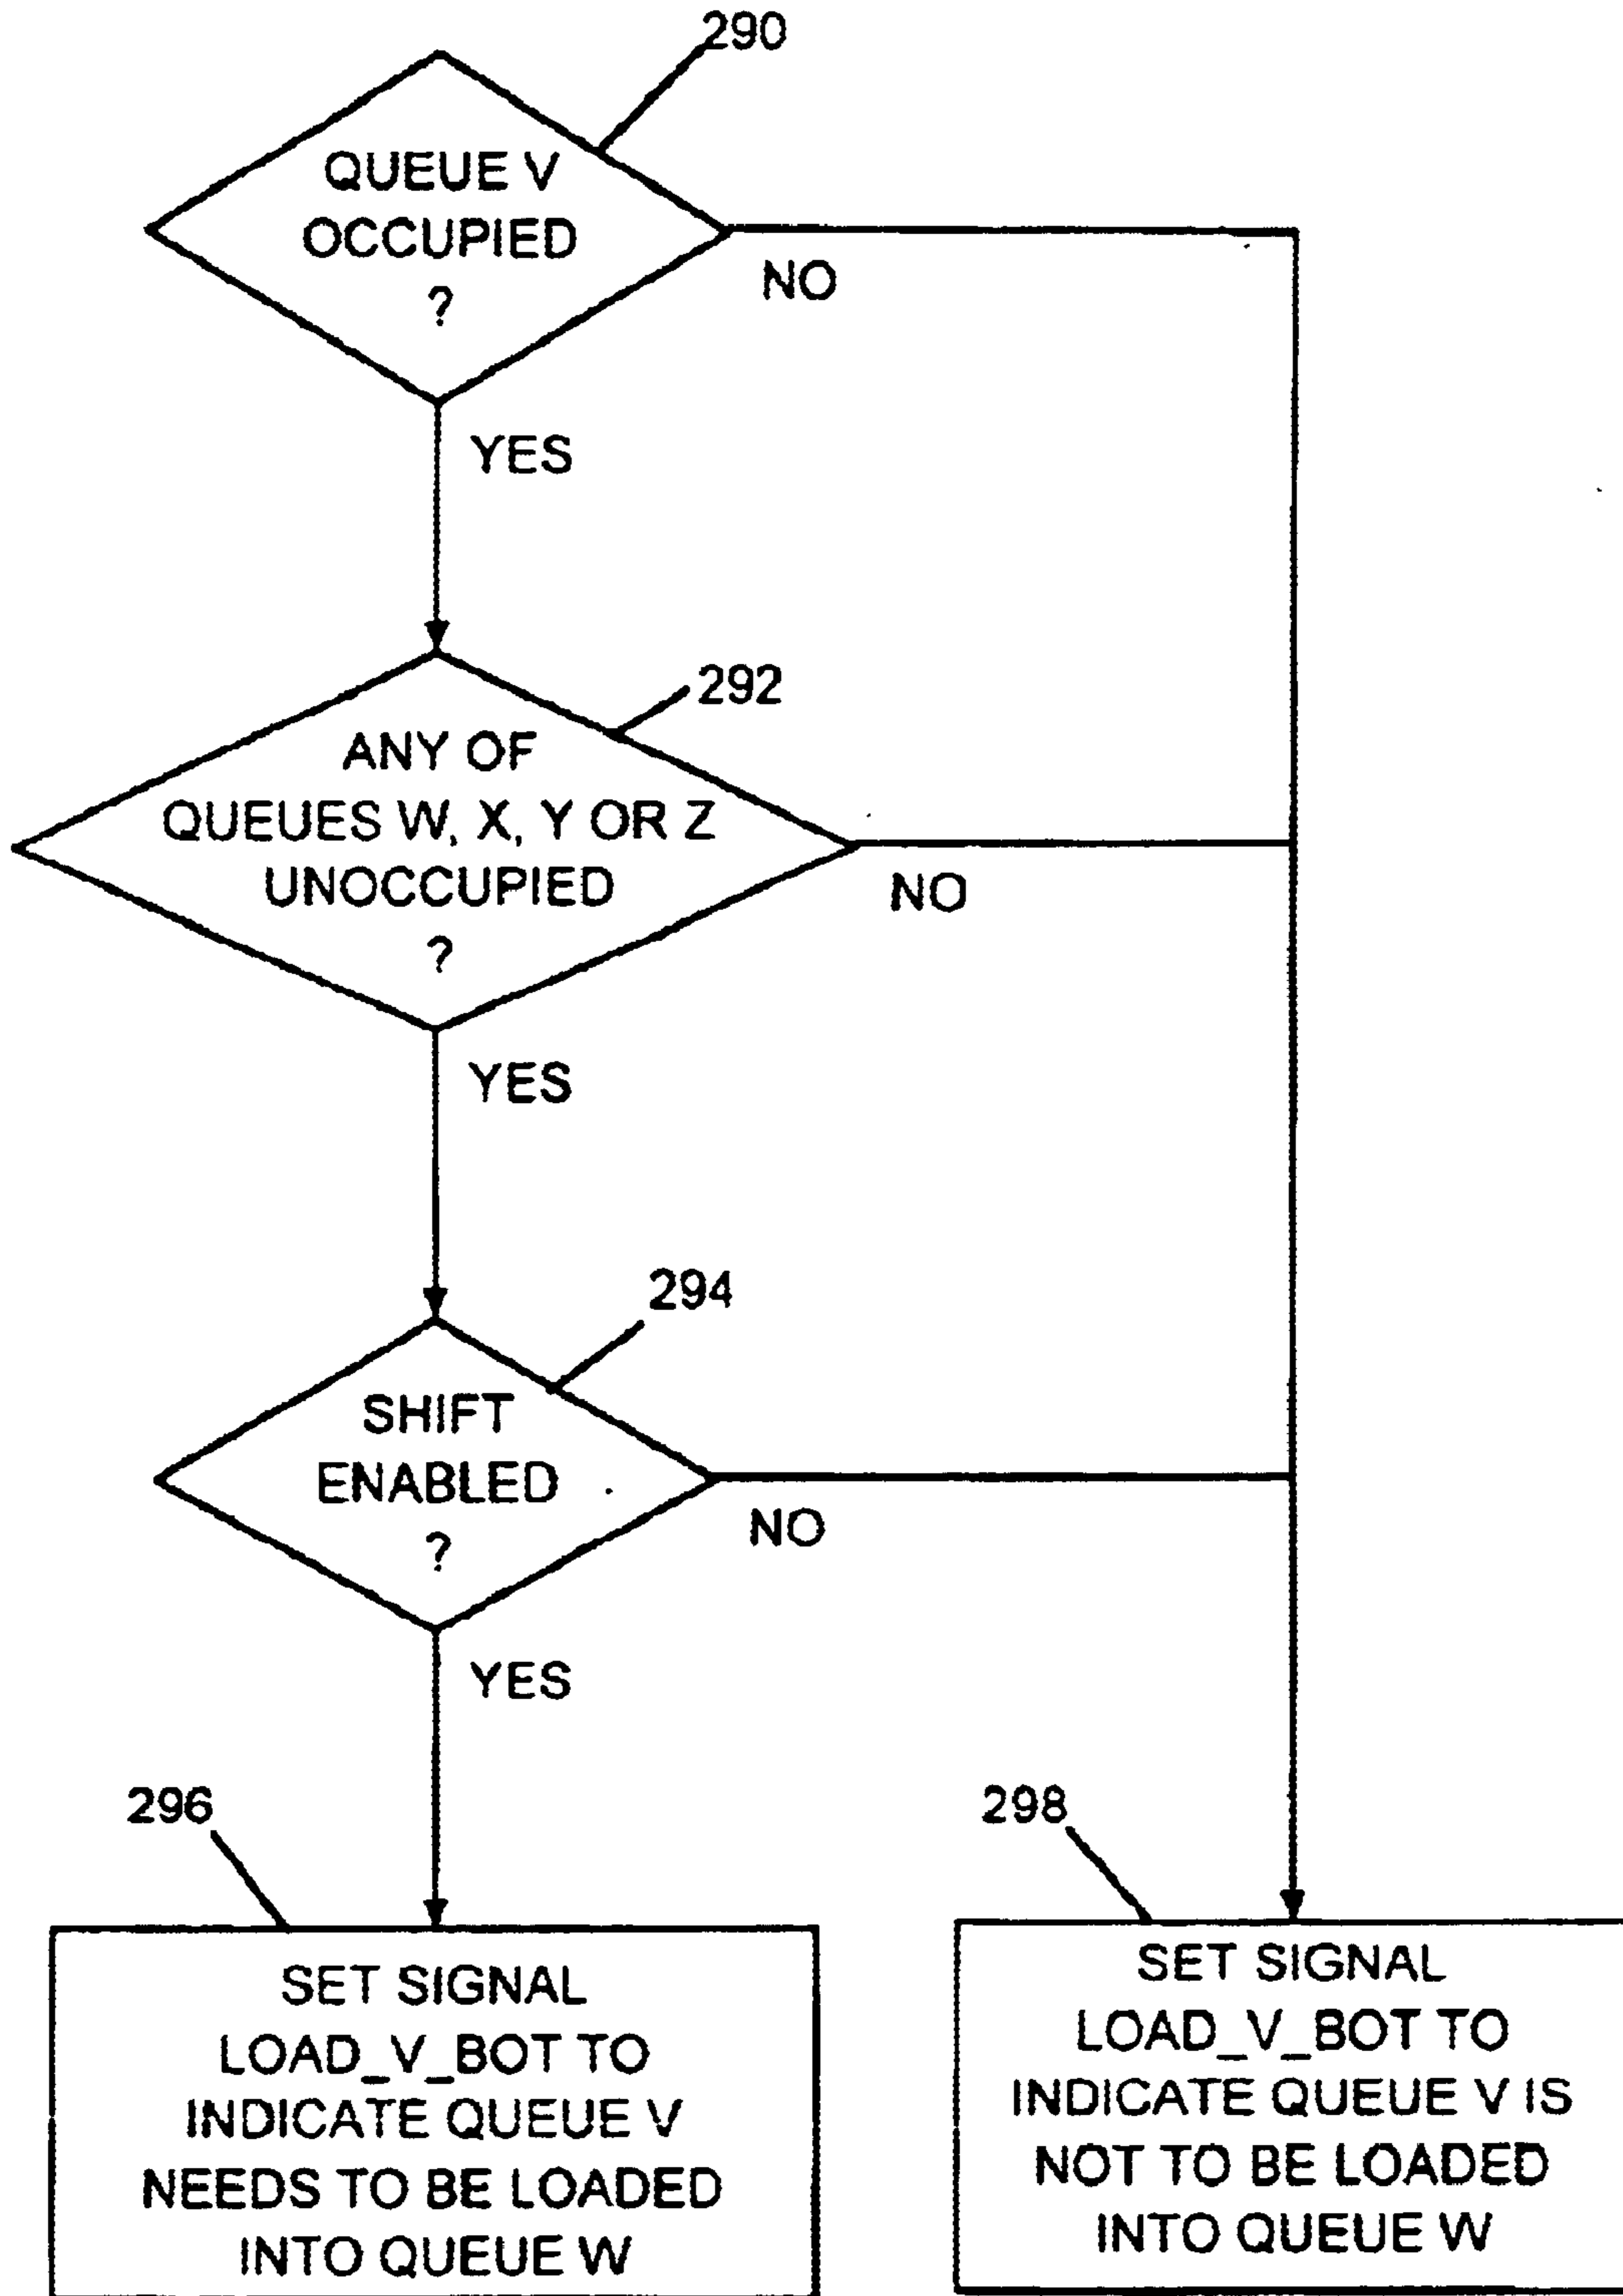 290
QUEUE V
OCCUPIED
?
NO
YES
292
ANY OF
QUEUES W, X, Y OR Z
UNOCCUPIED
?
NO
YES
294
SHIFT
ENABLED
?
NO
YES
296
SET SIGNAL
LOAD_V_BOT TO
INDICATE QUEUE V
NEEDS TO BE LOADED
INTO QUEUE W
298
SET SIGNAL
LOAD_V_BOT TO
INDICATE QUEUE V IS
NOT TO BE LOADED
INTO QUEUE W